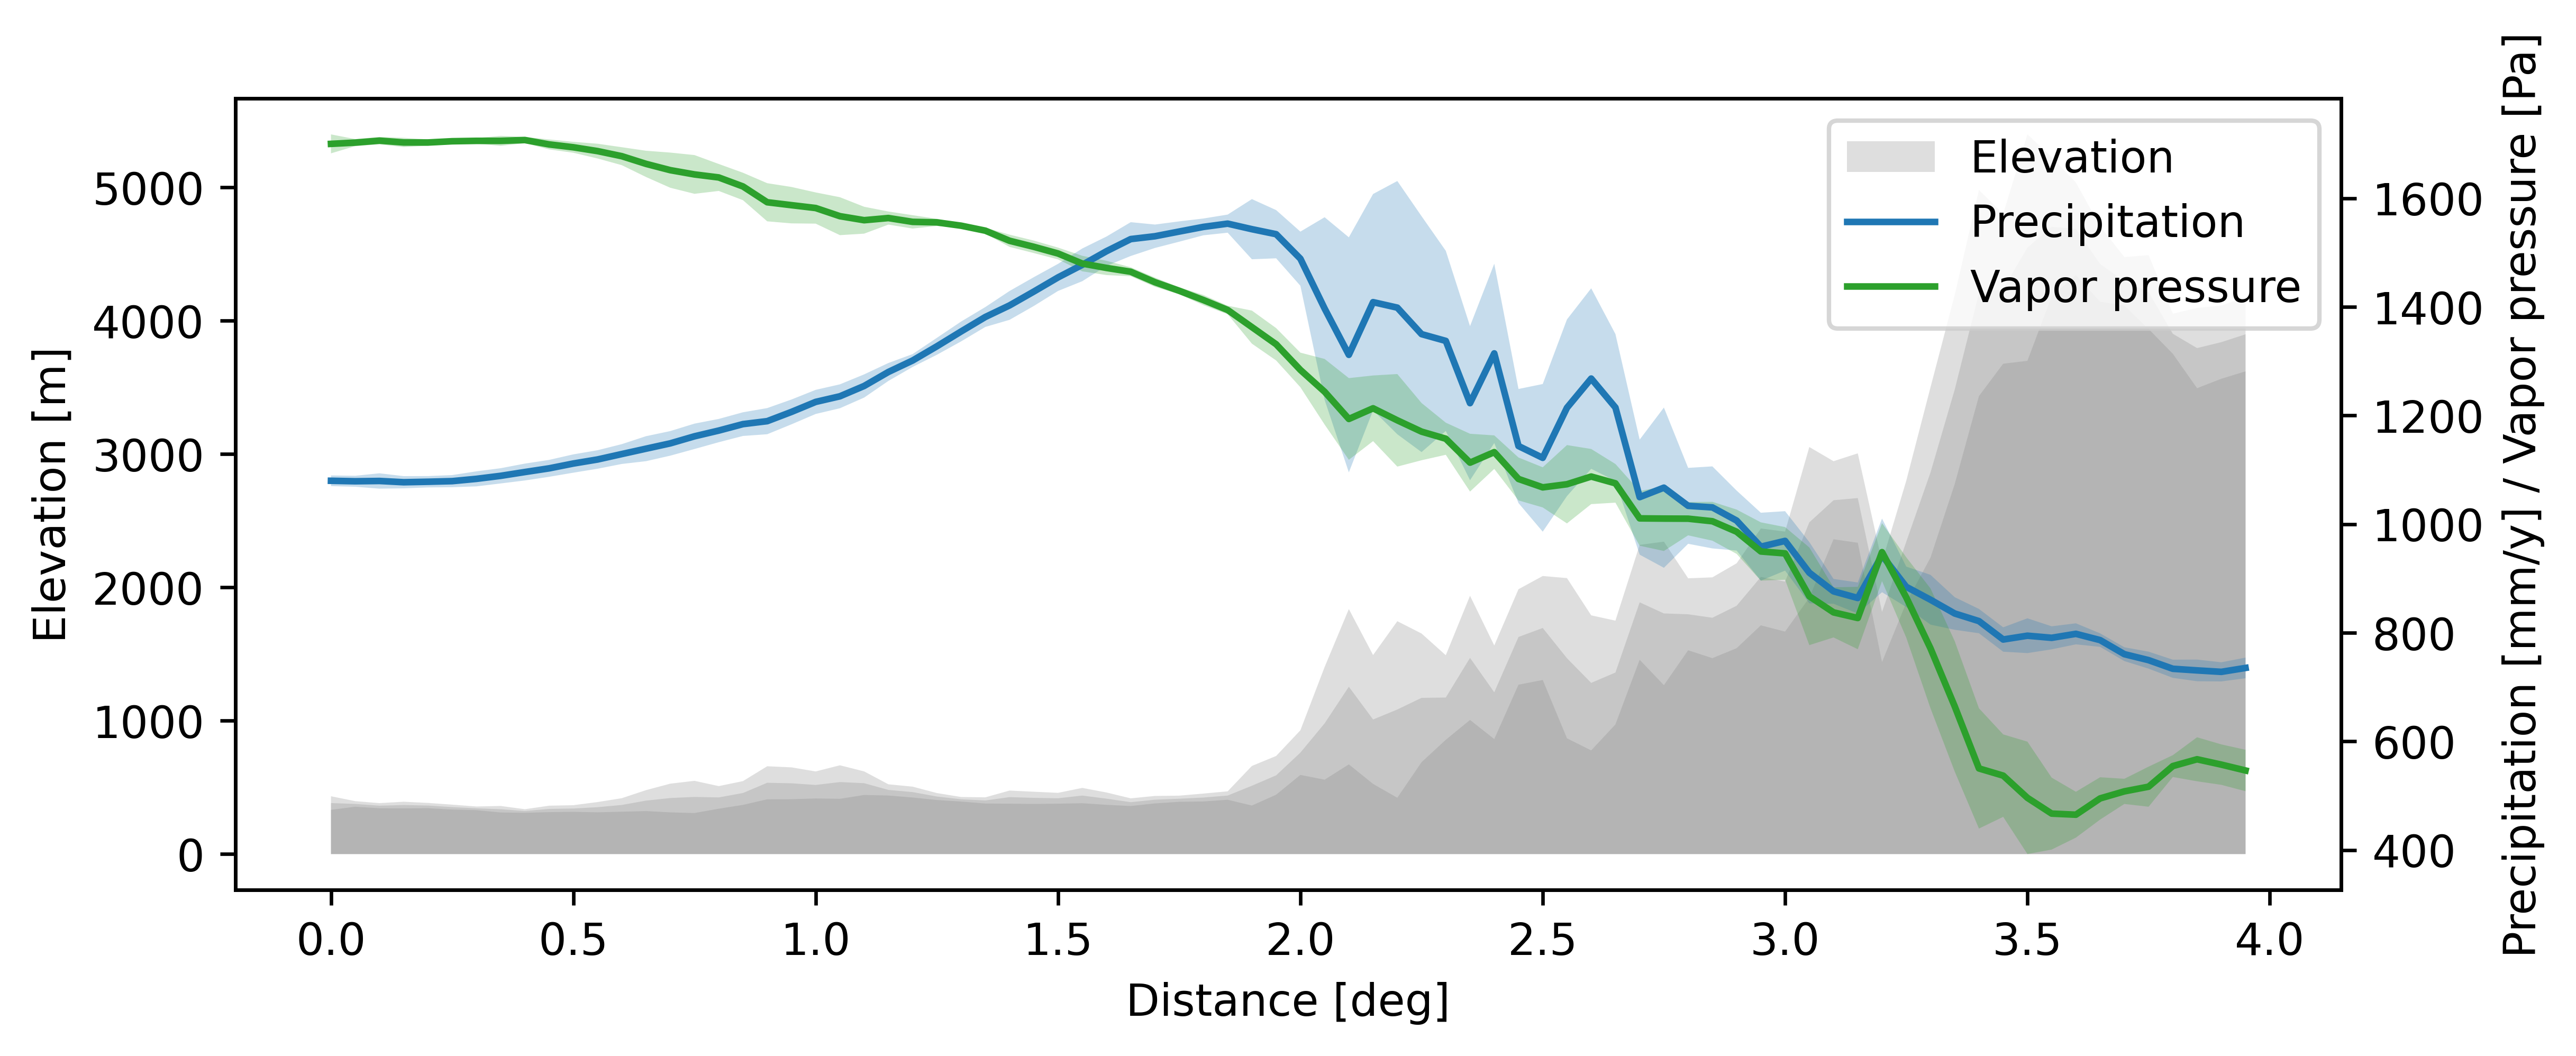 Elevation
Precipitation
Vapor pressure
5000
4000
3000
2000
1000
0
Elevation [m]
1600
1400
1200
1000
800
600
400
Precipitation [mm/y] / Vapor pressure [Pa]
0.0 0.5 1.0 1.5 2.0 2.5 3.0 3.5 4.0
Distance [deg]